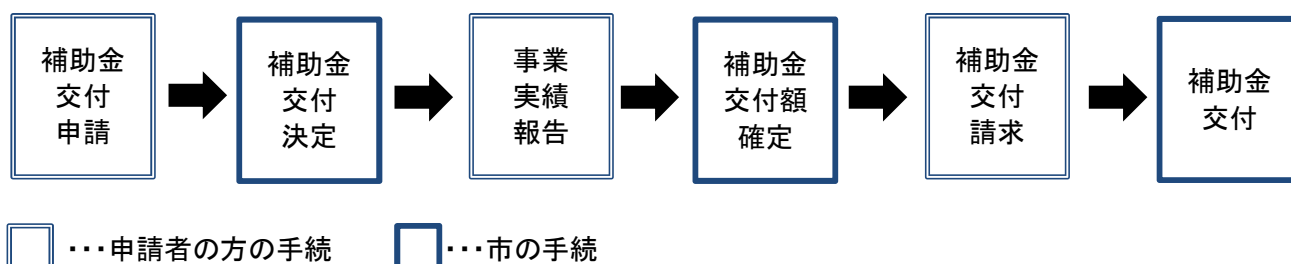 補助金
交付
申請
補助金
交付
決定
事業
実績
報告
補助金
交付額
確定
補助金
交付
請求
補助金
交付
・・・申請者の方の手続
・・・市の手続